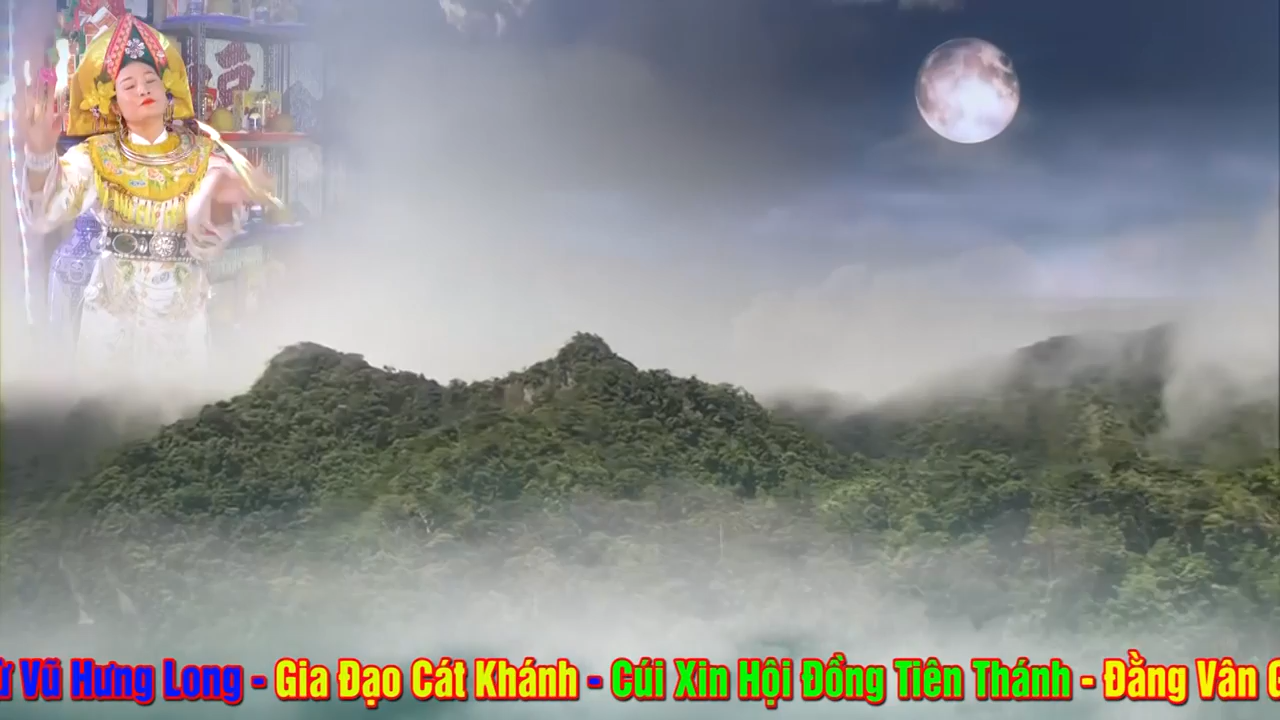 Vũ Hưng Long - Gia Đạo Cát Khánh - Cúi Xin Hội Đồng Tiên Thánh - Đằng Vân